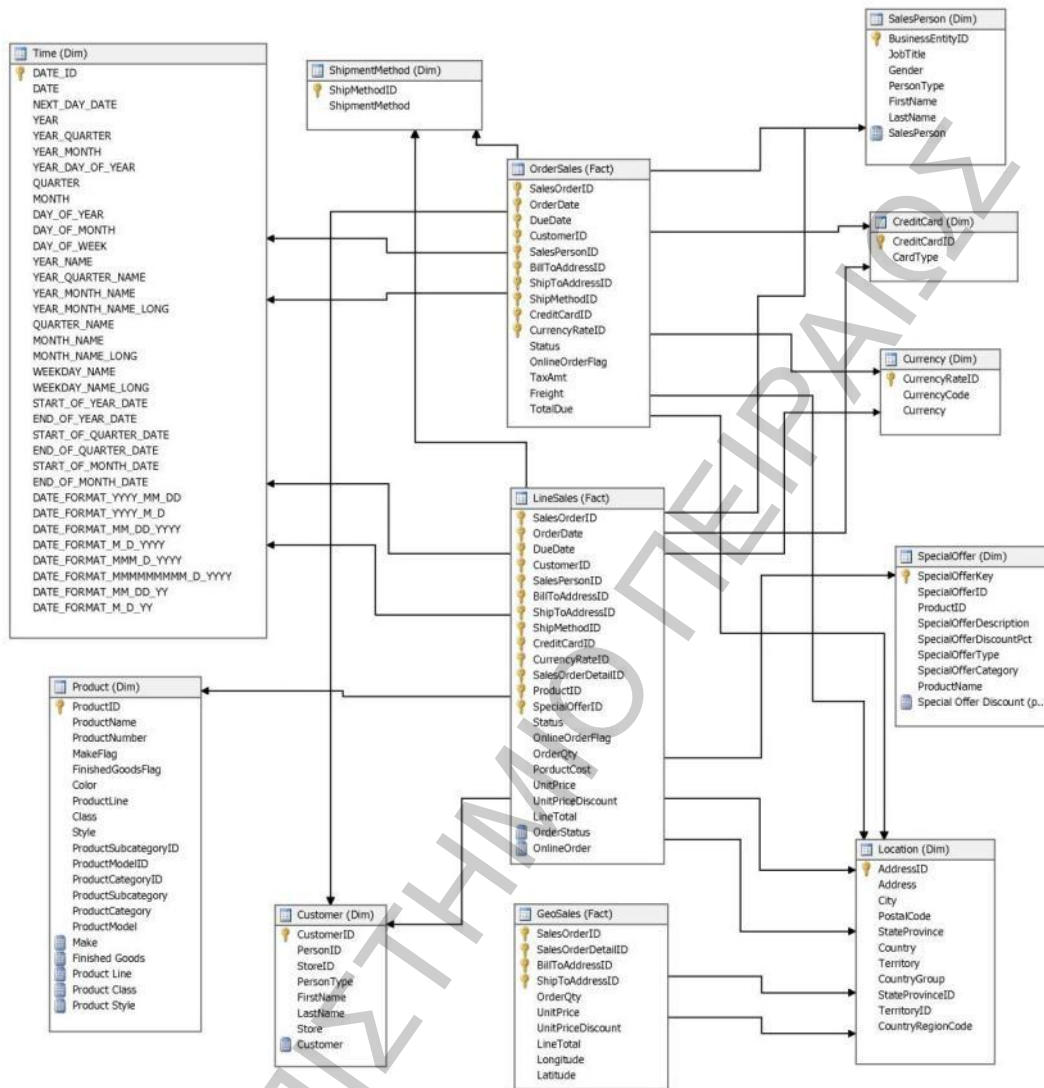 Time (Dim)
DATE_ID
DATE
NEXT_DAY_DATE
YEAR
YEAR_QUARTER
YEAR_MONTH
YEAR_DAY_OF_YEAR
QUARTER
MONTH
DAY_OF_YEAR
DAY_OF_MONTH
DAY_OF_WEEK
YEAR_NAME
YEAR_QUARTER_NAME
YEAR_MONTH_NAME
YEAR_MONTH_NAME_LONG
QUARTER_NAME
MONTH_NAME
MONTH_NAME_LONG
WEEKDAY_NAME
WEEKDAY_NAME_LONG
START_OF_YEAR_DATE
END_OF_YEAR_DATE
START_OF_QUARTER_DATE
END_OF_QUARTER_DATE
START_OF_MONTH_DATE
END_OF_MONTH_DATE
DATE_FORMAT_YYYY_MM_DD
DATE_FORMAT_YYYY_M_D
DATE_FORMAT_MM_DD_YYYY
DATE_FORMAT_M_D_YYYY
DATE_FORMAT_MMM_D_YYYY
DATE_FORMAT_MMMMMMMMM_D_YYYY
DATE_FORMAT_MM_DD_YY
DATE_FORMAT_M_D_YY
ShipmentMethod (Dim)
ShipMethodID
ShipmentMethod
SalesPerson (Dim)
BusinessEntityID
JobTitle
Gender
PersonType
FirstName
LastName
SalesPerson
OrderSales (Fact)
SalesOrderID
OrderDate
DueDate
CustomerID
SalesPersonID
BillToAddressID
ShipToAddressID
ShipMethodID
CreditCardID
CurrencyRateID
Status
OnlineOrderFlag
TaxAmt
Freight
TotalDue
CreditCard (Dim)
CreditCardID
CardType
Currency (Dim)
CurrencyRateID
CurrencyCode
Currency
LineSales (Fact)
SalesOrderID
OrderDate
DueDate
CustomerID
SalesPersonID
BillToAddressID
ShipToAddressID
ShipMethodID
CreditCardID
CurrencyRateID
SalesOrderDetailID
ProductID
SpecialOfferID
Status
OnlineOrderFlag
OrderQty
PorductCost
UnitPrice
UnitPriceDiscount
LineTotal
OrderStatus
OnlineOrder
SpecialOffer (Dim)
SpecialOfferKey
SpecialOfferID
ProductID
SpecialOfferDescription
SpecialOfferDiscountPct
SpecialOfferType
SpecialOfferCategory
ProductName
Special Offer Discount (p...
Product (Dim)
ProductID
ProductName
ProductNumber
MakeFlag
FinishedGoodsFlag
Color
ProductLine
Class
Style
ProductSubcategoryID
ProductModelID
ProductCategoryID
ProductSubcategory
ProductCategory
ProductModel
Make
Finished Goods
Product Line
Product Class
Product Style
Customer (Dim)
CustomerID
PersonID
StoreID
PersonType
FirstName
LastName
Store
Customer
GeoSales (Fact)
SalesOrderID
SalesOrderDetailID
BillToAddressID
ShipToAddressID
OrderQty
UnitPrice
UnitPriceDiscount
LineTotal
Longitude
Latitude
Location (Dim)
AddressID
Address
City
PostalCode
StateProvince
Country
Territory
CountryGroup
StateProvinceID
TerritoryID
CountryRegionCode
ΙΣΤΗΜΙΟ ΠΕΙΡΑΙΩΣ